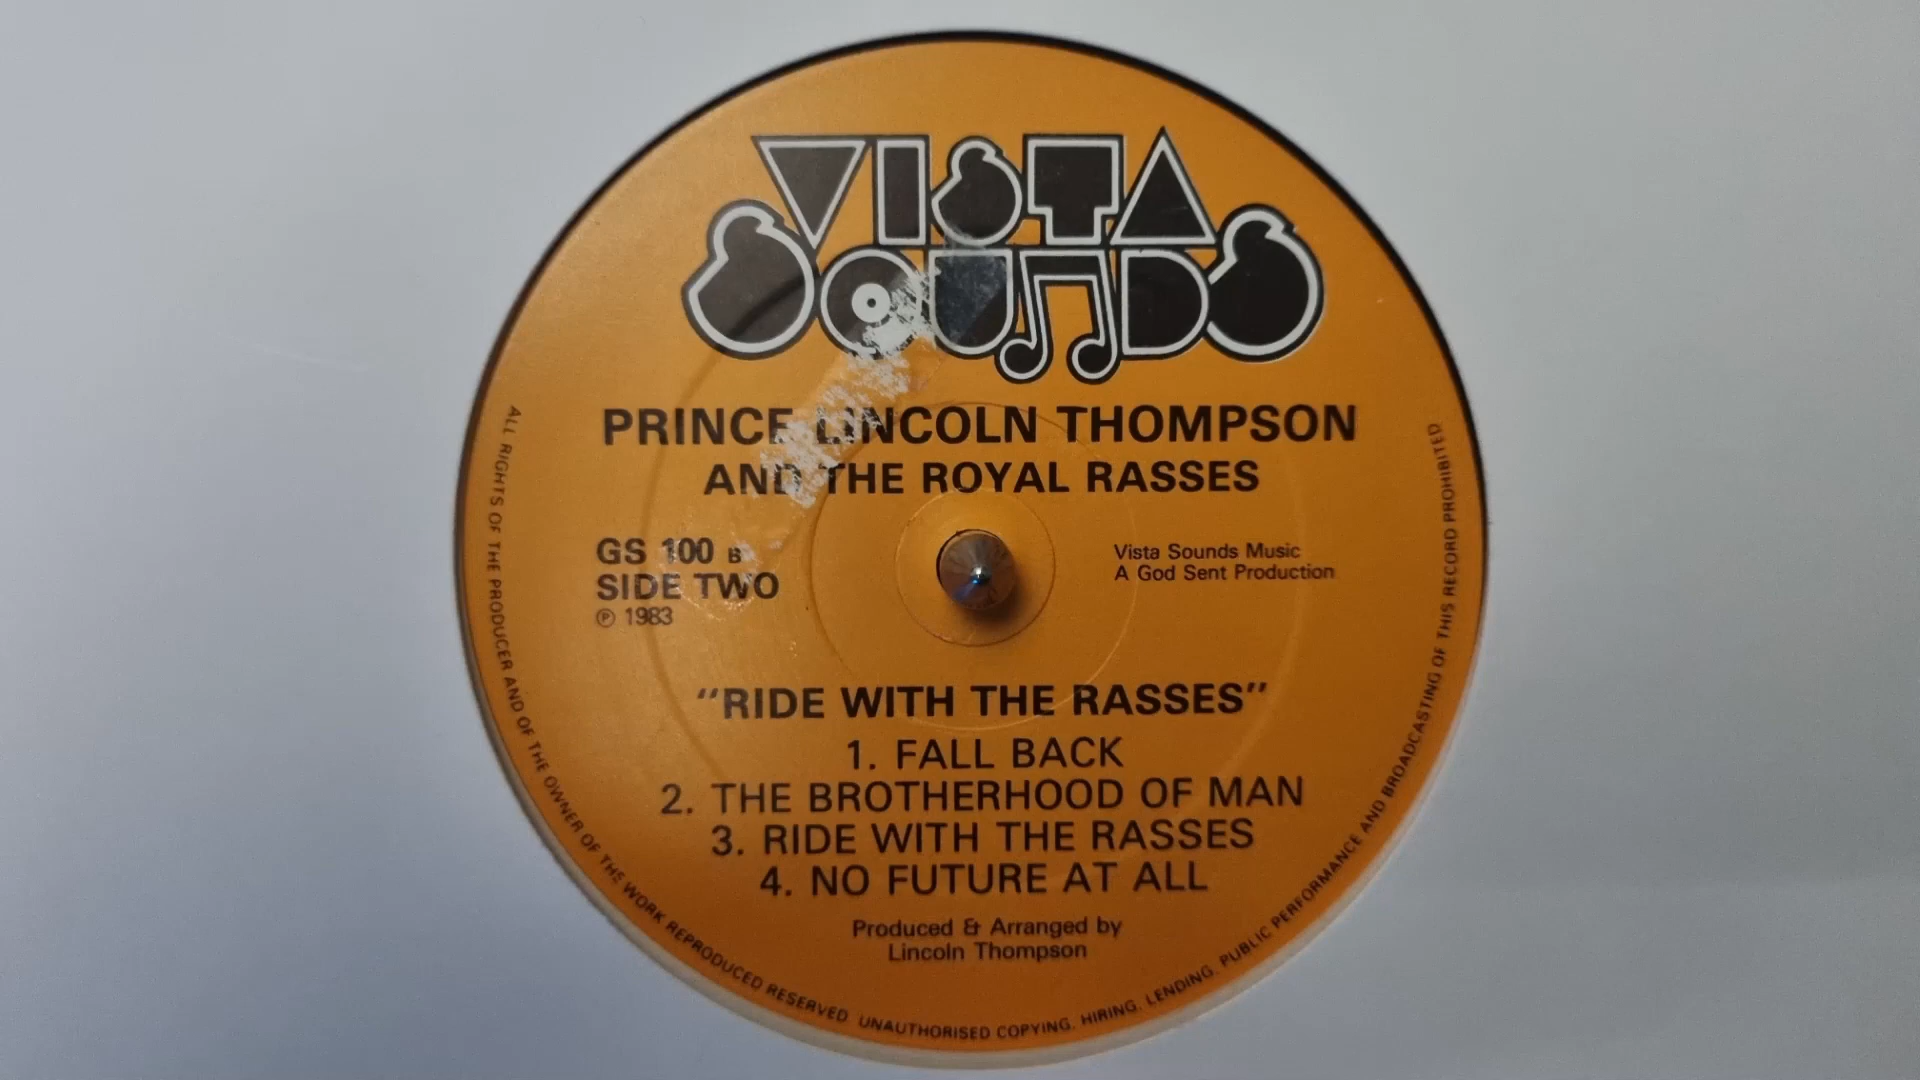 VISTA
SOUNDS
PRINCE LINCOLN THOMPSON
AND THE ROYAL RASSES
GS 100 B
SIDE TWO
℗ 1983
Vista Sounds Music
A God Sent Production
"RIDE WITH THE RASSES"
1. FALL BACK
2. THE BROTHERHOOD OF MAN
3. RIDE WITH THE RASSES
4. NO FUTURE AT ALL
Produced & Arranged by
Lincoln Thompson
ALL RIGHTS OF THE PRODUCER AND OF THE OWNER OF THE WORK REPRODUCED RESERVED UNAUTHORISED COPYING, HIRING, LENDING, PUBLIC PERFORMANCE AND BROADCASTING OF THIS RECORD PROHIBITED